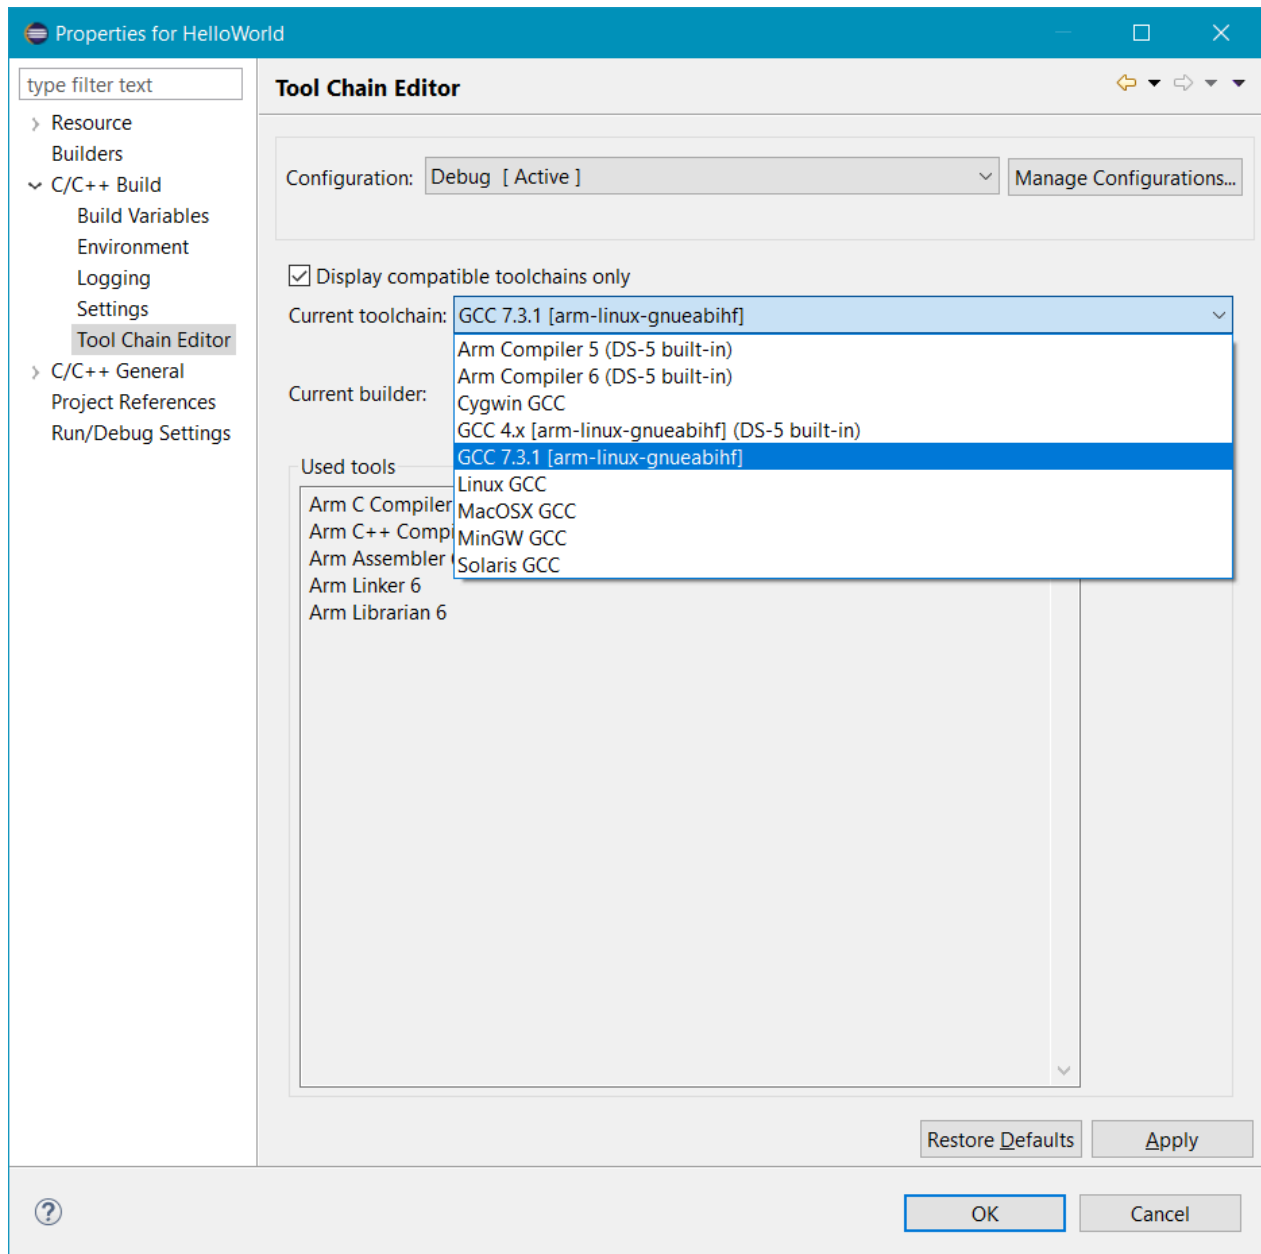 Properties for HelloWorld
type filter text
Resource
Builders
C/C++ Build
Build Variables
Environment
Logging
Settings
Tool Chain Editor
C/C++ General
Project References
Run/Debug Settings
Tool Chain Editor
Configuration: Debug [ Active ] Manage Configurations...
Display compatible toolchains only
Current toolchain: GCC 7.3.1 [arm-linux-gnueabihf]
Arm Compiler 5 (DS-5 built-in)
Arm Compiler 6 (DS-5 built-in)
Cygwin GCC
GCC 4.x [arm-linux-gnueabihf] (DS-5 built-in)
GCC 7.3.1 [arm-linux-gnueabihf]
Linux GCC
MacOSX GCC
MinGW GCC
Solaris GCC
Current builder:
Used tools
Arm C Compiler
Arm C++ Compi
Arm Assembler
Arm Linker 6
Arm Librarian 6
Restore Defaults Apply
? OK Cancel